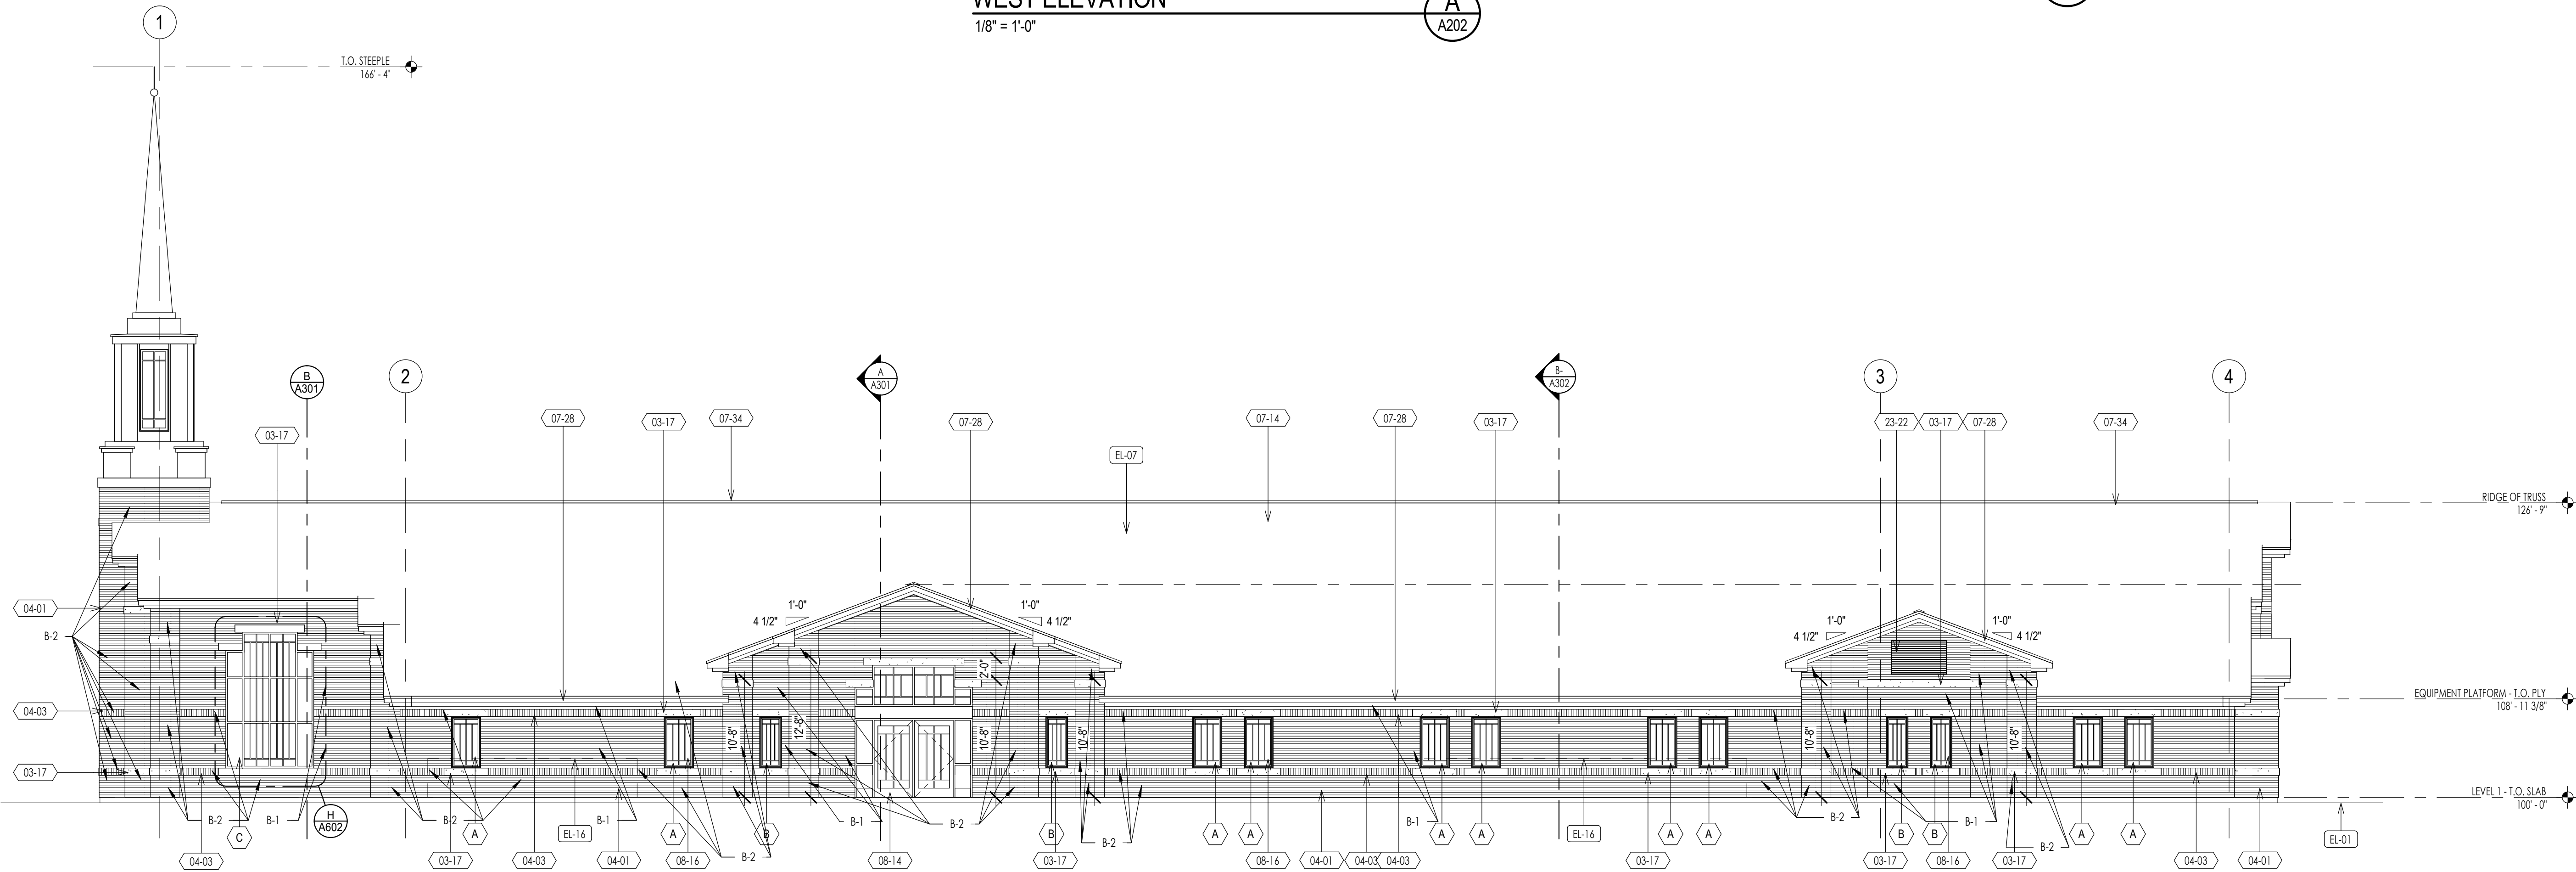 WEST ELEVATION
1/8" = 1'-0"
A
A202
1
T.O. STEEPLE
166' - 4"
B
A301
2
A
A301
B-
A302
3
4
03-17
07-28
03-17
07-34
07-28
EL-07
07-14
07-28
03-17
23-22
03-17
07-28
07-34
RIDGE OF TRUSS
126' - 9"
04-01
B-2
1'-0"
4 1/2"
1'-0"
4 1/2"
1'-0"
4 1/2"
1'-0"
4 1/2"
2'-0"
04-03
EQUIPMENT PLATFORM - T.O. PLY
108' - 11 3/8"
10'-8"
12'-8"
10'-8"
10'-8"
10'-8"
10'-8"
03-17
LEVEL 1 - T.O. SLAB
100' - 0"
B-2
B-1
H
A602
B-2
B-1
B-1
B-2
B-1
B-2
B-1
C
A
EL-16
A
B
B
A
A
A
A
EL-16
A
A
B
B
A
A
EL-01
B-2
B-2
B-2
04-03
03-17
04-03
04-01
08-16
08-14
03-17
08-16
04-01
04-03
04-03
03-17
03-17
08-16
03-17
04-03
04-01